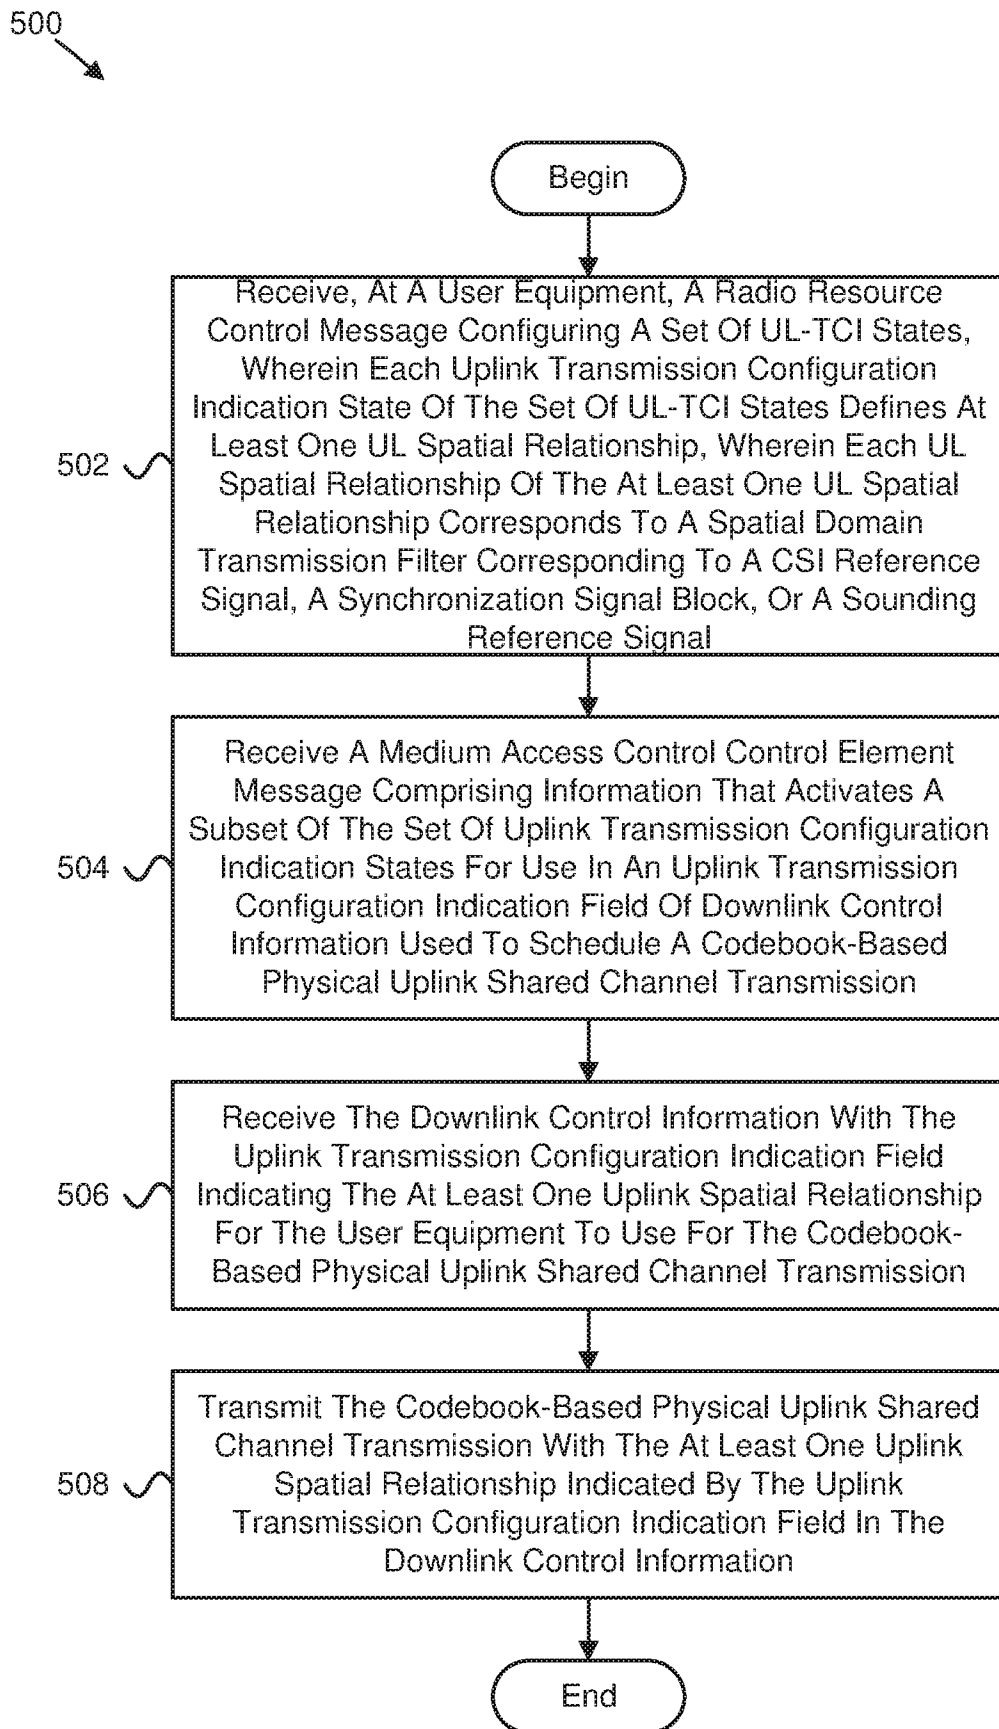 500
Begin
Receive, At A User Equipment, A Radio Resource
Control Message Configuring A Set Of UL-TCI States,
Wherein Each Uplink Transmission Configuration
Indication State Of The Set Of UL-TCI States Defines At
Least One UL Spatial Relationship, Wherein Each UL
Spatial Relationship Of The At Least One UL Spatial
Relationship Corresponds To A Spatial Domain
Transmission Filter Corresponding To A CSI Reference
Signal, A Synchronization Signal Block, Or A Sounding
Reference Signal
502
Receive A Medium Access Control Control Element
Message Comprising Information That Activates A
Subset Of The Set Of Uplink Transmission Configuration
Indication States For Use In An Uplink Transmission
Configuration Indication Field Of Downlink Control
Information Used To Schedule A Codebook-Based
Physical Uplink Shared Channel Transmission
504
Receive The Downlink Control Information With The
Uplink Transmission Configuration Indication Field
Indicating The At Least One Uplink Spatial Relationship
For The User Equipment To Use For The Codebook-
Based Physical Uplink Shared Channel Transmission
506
Transmit The Codebook-Based Physical Uplink Shared
Channel Transmission With The At Least One Uplink
Spatial Relationship Indicated By The Uplink
Transmission Configuration Indication Field In The
Downlink Control Information
508
End